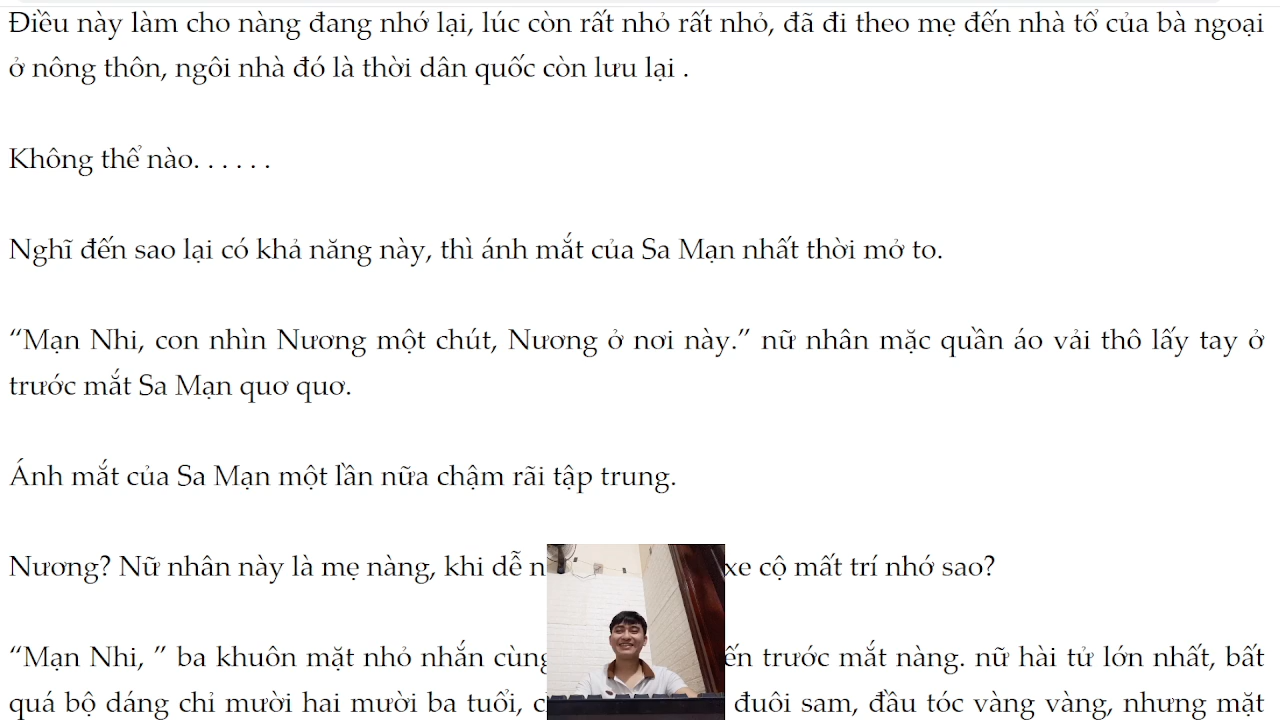 Điều này làm cho nàng đang nhớ lại, lúc còn rất nhỏ rất nhỏ, đã đi theo mẹ đến nhà tổ của bà ngoại
ở nông thôn, ngôi nhà đó là thời dân quốc còn lưu lại .
Không thể nào. . . . . .
Nghĩ đến sao lại có khả năng này, thì ánh mắt của Sa Mạn nhất thời mở to.
“Mạn Nhi, con nhìn Nương một chút, Nương ở nơi này.” nữ nhân mặc quần áo vải thô lấy tay ở
trước mắt Sa Mạn quơ quơ.
Ánh mắt của Sa Mạn một lần nữa chậm rãi tập trung.
Nương? Nữ nhân này là mẹ nàng, khi dễ xe cộ mất trí nhớ sao?
“Mạn Nhi, ” ba khuôn mặt nhỏ nhắn cùng trước mắt nàng. nữ hài tử lớn nhất, bất
quá bộ dáng chỉ mười hai mười ba tuổi, đuôi sam, đầu tóc vàng vàng, nhưng mặt